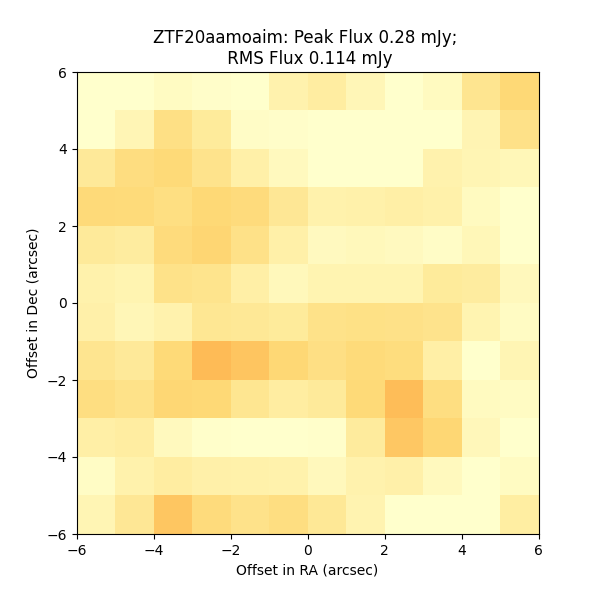 ZTF20aamoaim: Peak Flux 0.28 mJy;
RMS Flux 0.114 mJy
6
4
2
0
−2
−4
−6
Offset in Dec (arcsec)
−6 −4 −2 0 2 4 6
Offset in RA (arcsec)